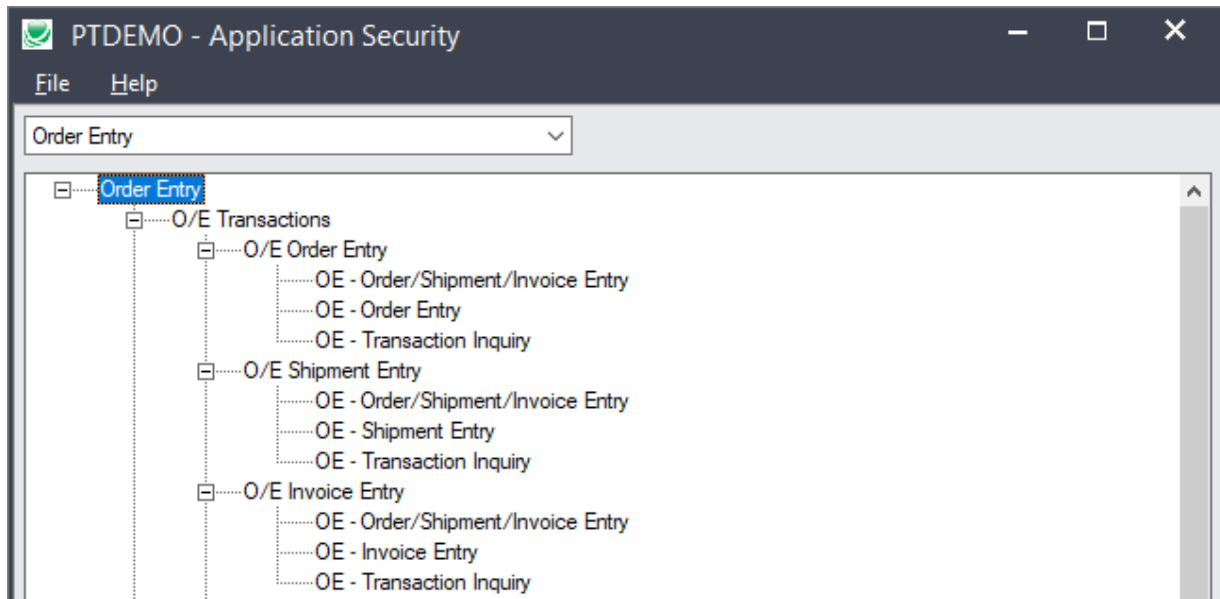 PTDEMO - Application Security
File Help
Order Entry
Order Entry
O/E Transactions
O/E Order Entry
OE - Order/Shipment/Invoice Entry
OE - Order Entry
OE - Transaction Inquiry
O/E Shipment Entry
OE - Order/Shipment/Invoice Entry
OE - Shipment Entry
OE - Transaction Inquiry
O/E Invoice Entry
OE - Order/Shipment/Invoice Entry
OE - Invoice Entry
OE - Transaction Inquiry